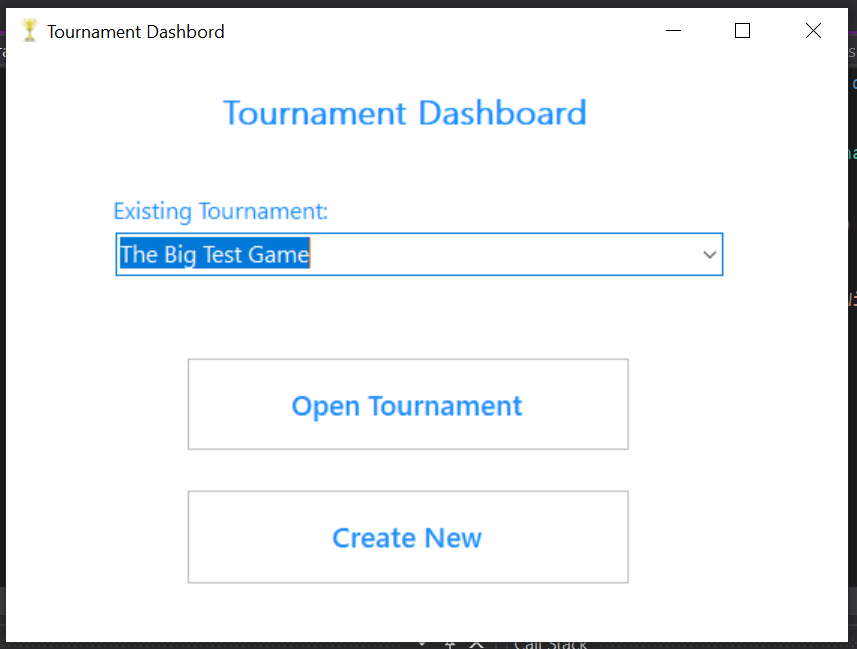 Tournament Dashbord
Tournament Dashboard
Existing Tournament:
The Big Test Game
Open Tournament
Create New
Call Stack